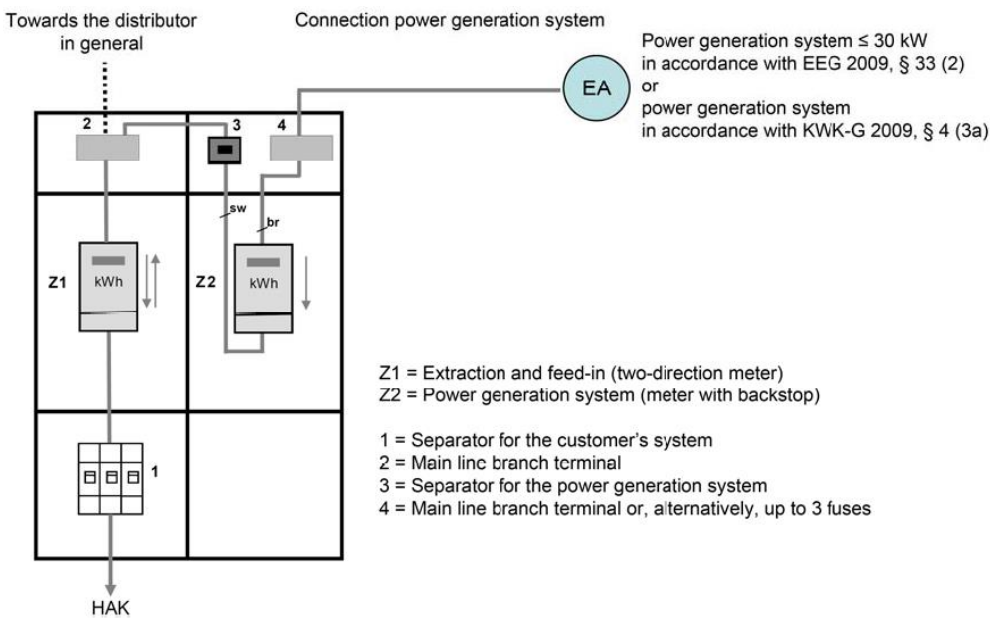 Towards the distributor
in general
Connection power generation system
Power generation system ≤ 30 kW
in accordance with EEG 2009, § 33 (2)
or
power generation system
in accordance with KWK-G 2009, § 4 (3a)
EA
2
3
4
sw
br
Z1
kWh
Z2
kWh
Z1 = Extraction and feed-in (two-direction meter)
Z2 = Power generation system (meter with backstop)
1 = Separator for the customer's system
2 = Main linc branch tcrminal
3 = Separator for the power generation system
4 = Main line branch terminal or, alternatively, up to 3 fuses
1
HAK